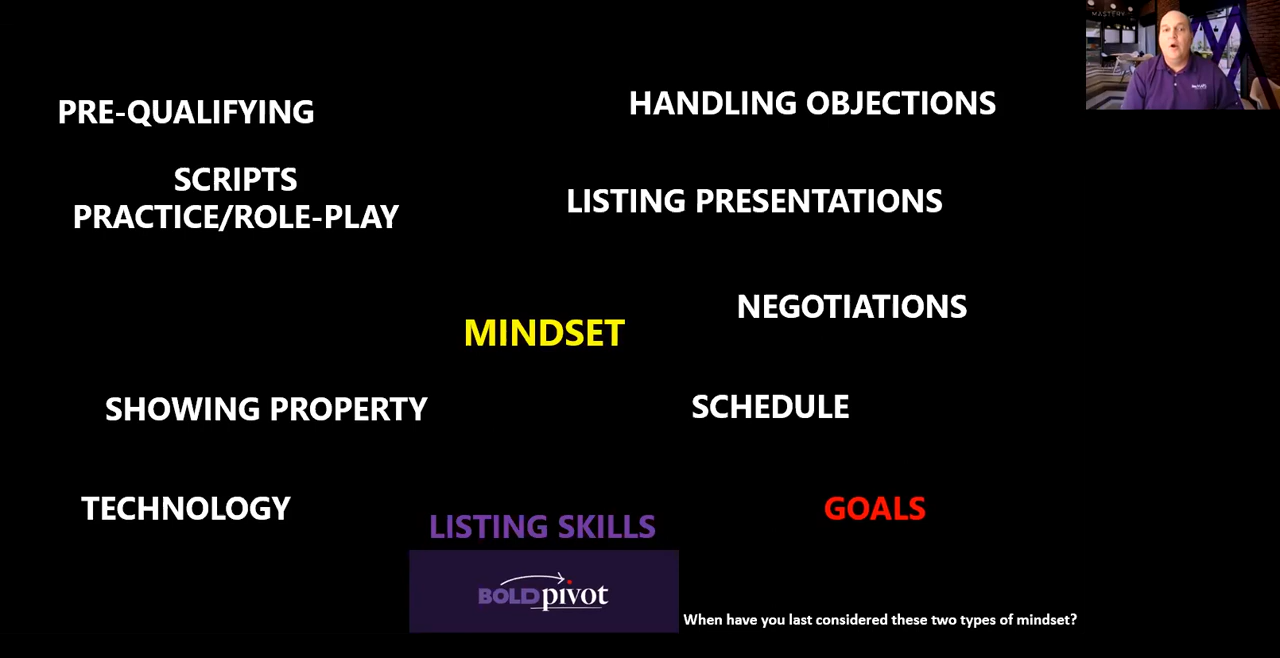 MASTERY
PRE-QUALIFYING
HANDLING OBJECTIONS
SCRIPTS
PRACTICE/ROLE-PLAY
LISTING PRESENTATIONS
NEGOTIATIONS
MINDSET
SHOWING PROPERTY
SCHEDULE
TECHNOLOGY
GOALS
LISTING SKILLS
BOLDpivot
When have you last considered these two types of mindset?